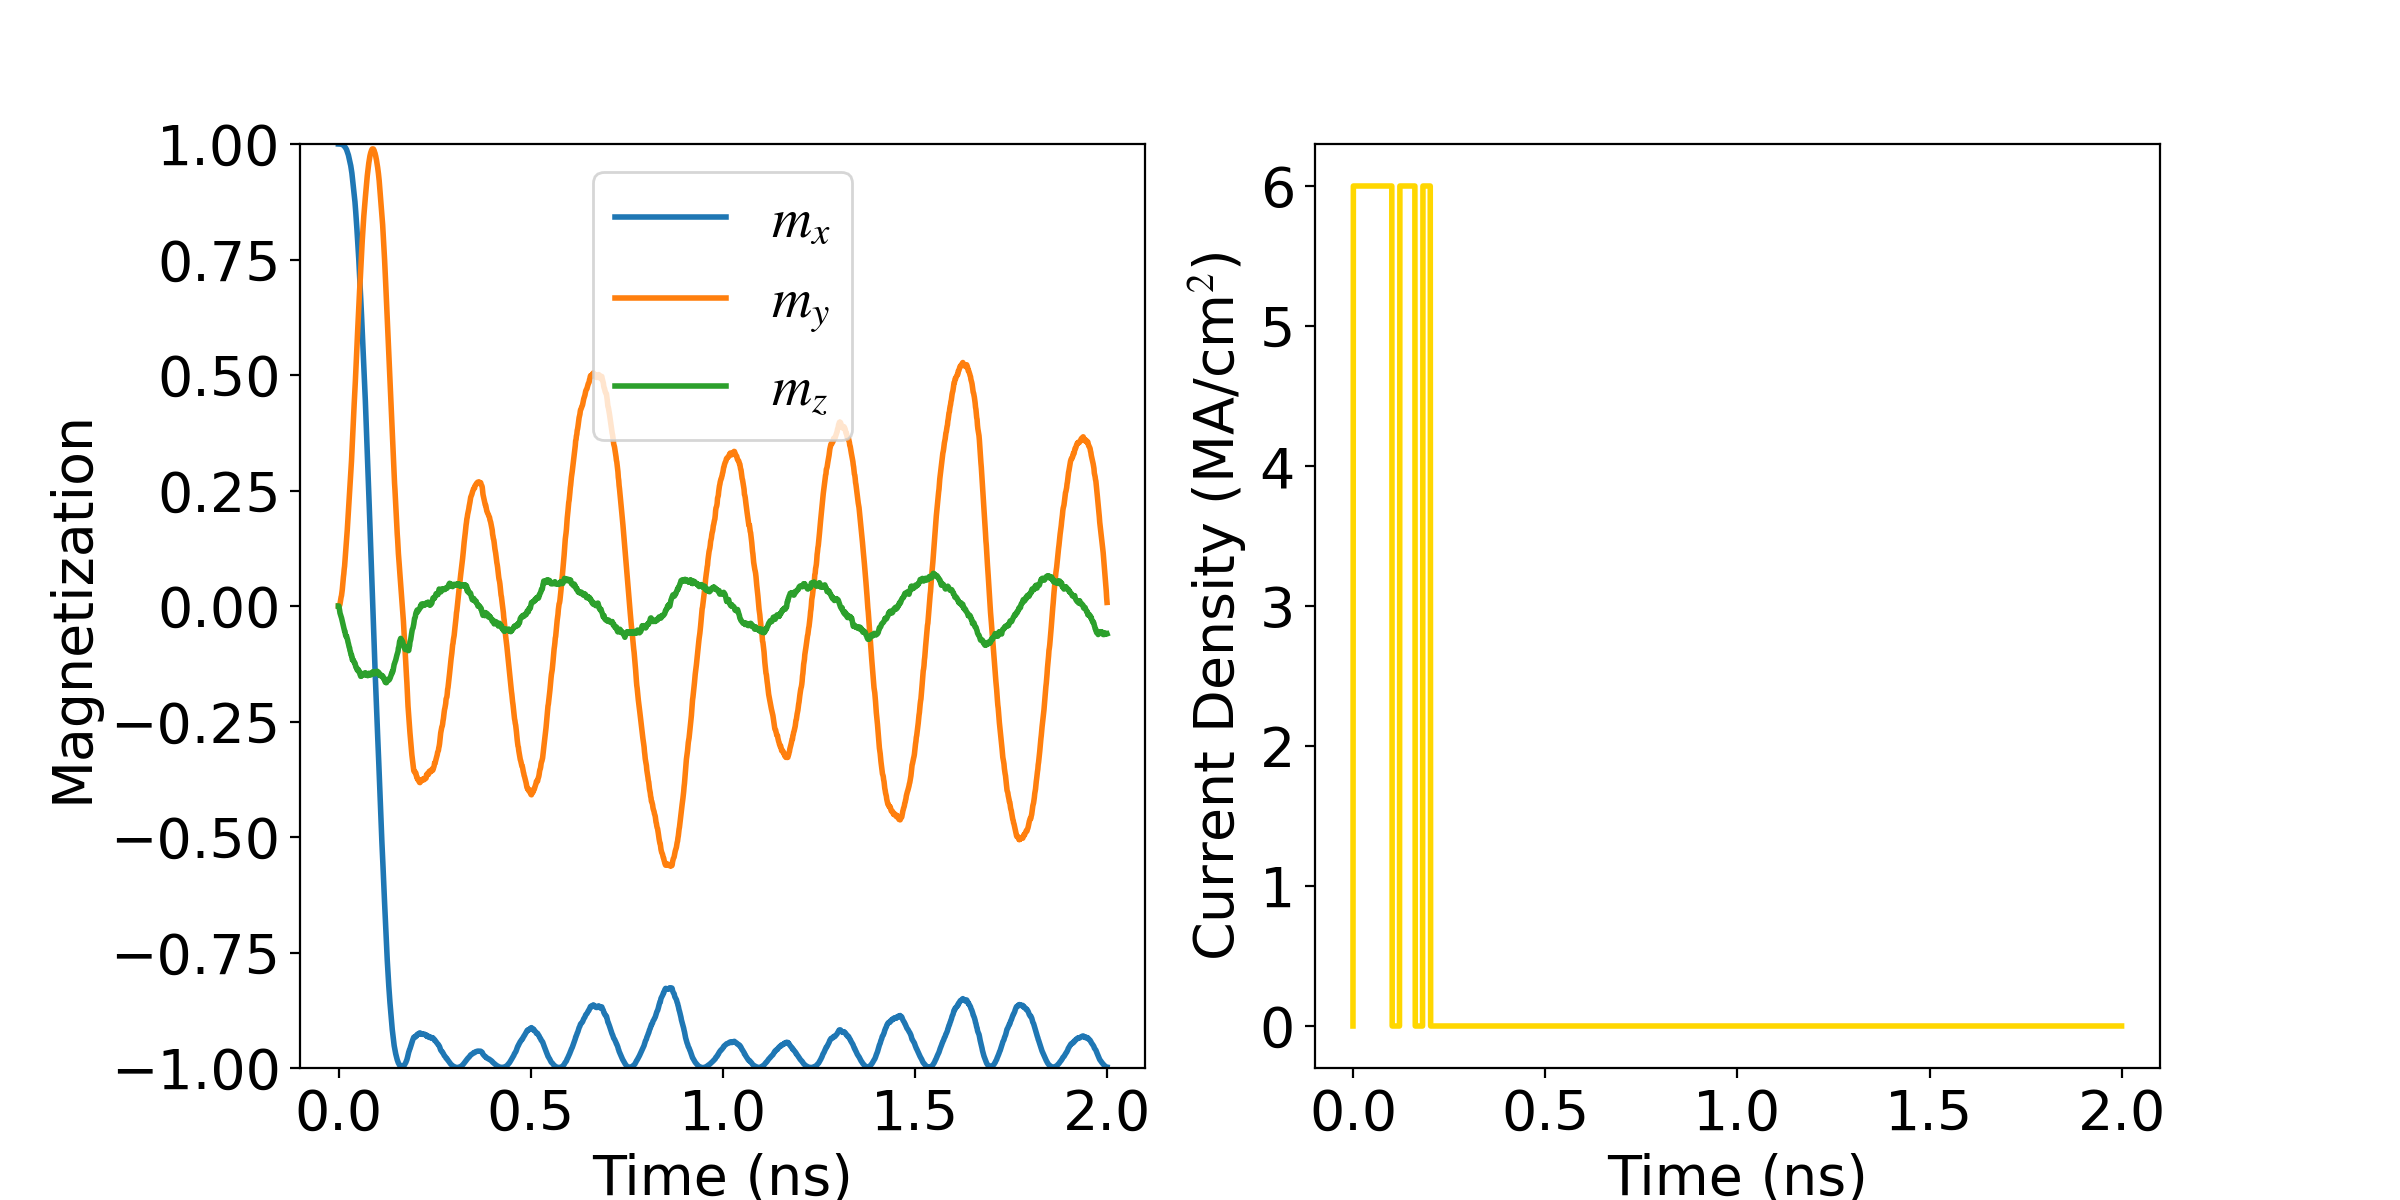 1.00
0.75
0.50
0.25
0.00
−0.25
−0.50
−0.75
−1.00
Magnetization
0.0 0.5 1.0 1.5 2.0
Time (ns)
m_x
m_y
m_z
6
5
4
3
2
1
0
Current Density (MA/cm²)
0.0 0.5 1.0 1.5 2.0
Time (ns)